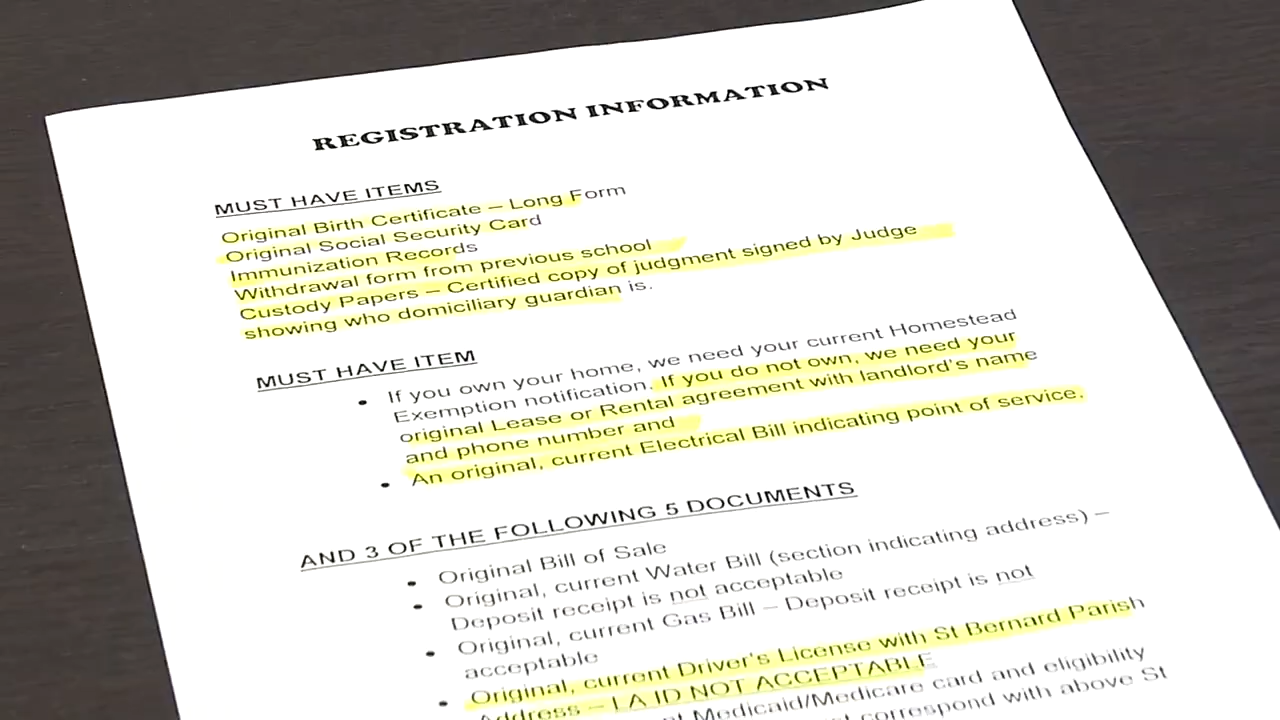 REGISTRATION INFORMATION
MUST HAVE ITEMS
Original Birth Certificate – Long Form
Original Social Security Card
Immunization Records
Withdrawal form from previous school
Custody Papers – Certified copy of judgment signed by Judge
showing who domiciliary guardian is.
MUST HAVE ITEM
• If you own your home, we need your current Homestead
Exemption notification. If you do not own, we need your
original Lease or Rental agreement with landlord's name
and phone number and
• An original, current Electrical Bill indicating point of service.
AND 3 OF THE FOLLOWING 5 DOCUMENTS
• Original Bill of Sale
• Original, current Water Bill (section indicating address) –
Deposit receipt is not acceptable
• Original, current Gas Bill – Deposit receipt is not
acceptable
• Original, current Driver's License with St Bernard Parish
Address – LA ID NOT ACCEPTABLE
Medicaid/Medicare card and eligibility
correspond with above St